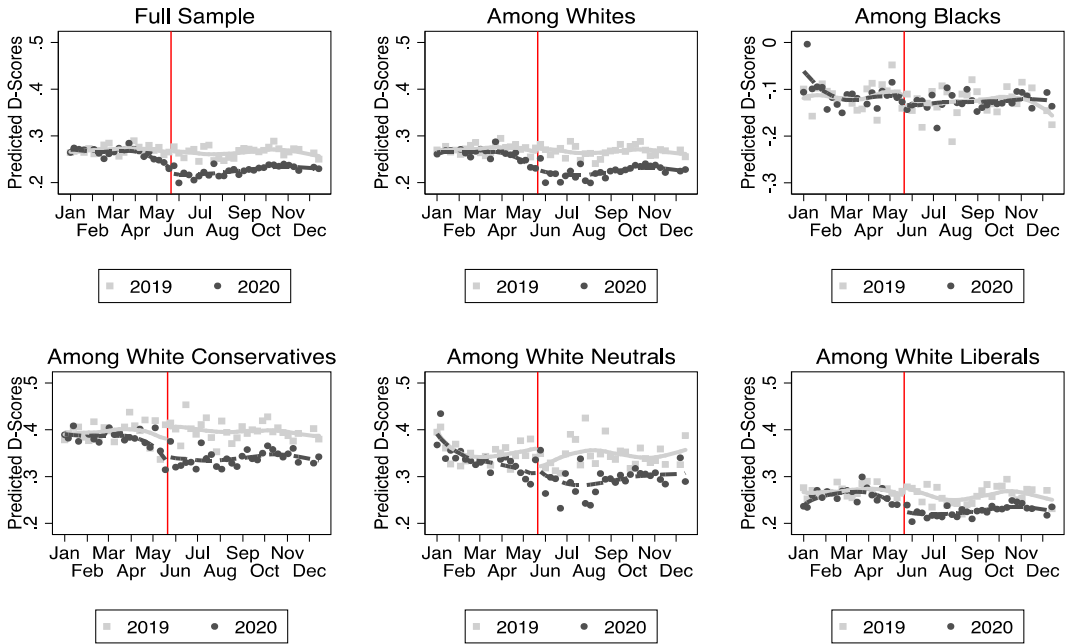 Full Sample
Predicted D-Scores
.5
.4
.3
.2
Jan Mar May Jul Sep Nov
Feb Apr Jun Aug Oct Dec
2019 2020
Among Whites
Predicted D-Scores
.5
.4
.3
.2
Jan Mar May Jul Sep Nov
Feb Apr Jun Aug Oct Dec
2019 2020
Among Blacks
Predicted D-Scores
0
-.1
-.2
-.3
Jan Mar May Jul Sep Nov
Feb Apr Jun Aug Oct Dec
2019 2020
Among White Conservatives
Predicted D-Scores
.5
.4
.3
.2
Jan Mar May Jul Sep Nov
Feb Apr Jun Aug Oct Dec
2019 2020
Among White Neutrals
Predicted D-Scores
.5
.4
.3
.2
Jan Mar May Jul Sep Nov
Feb Apr Jun Aug Oct Dec
2019 2020
Among White Liberals
Predicted D-Scores
.5
.4
.3
.2
Jan Mar May Jul Sep Nov
Feb Apr Jun Aug Oct Dec
2019 2020